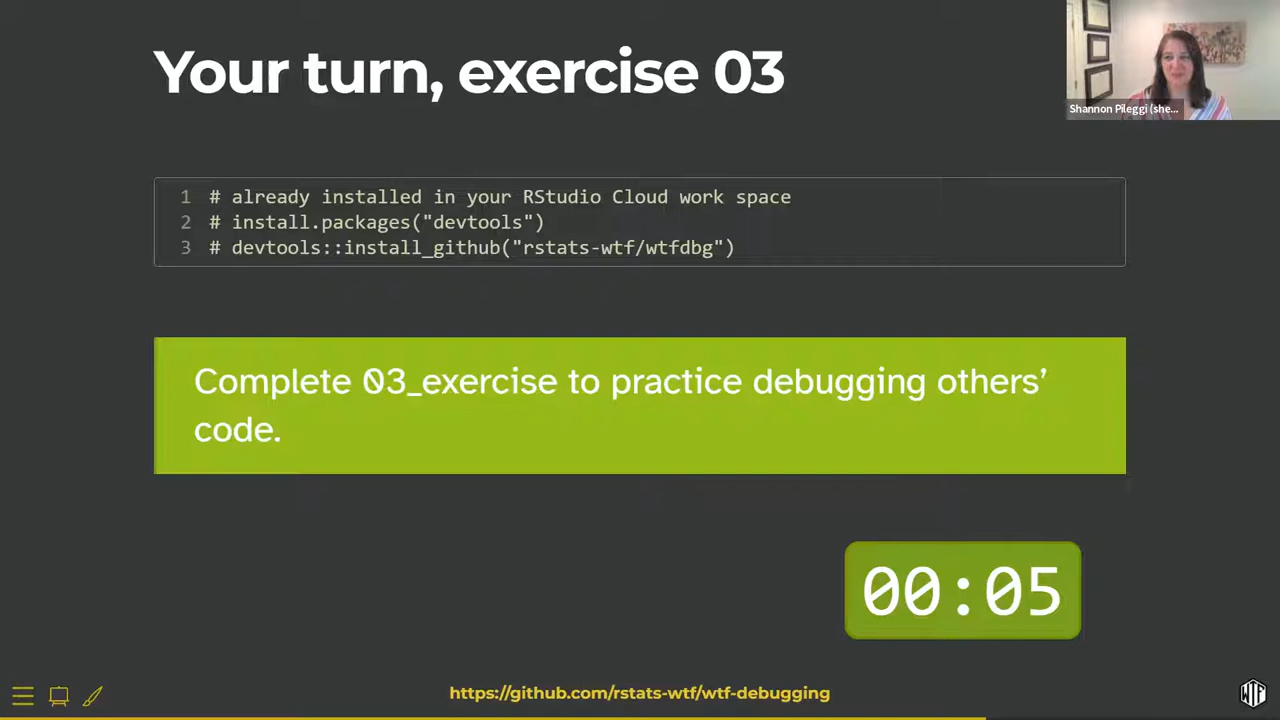 Your turn, exercise 03
Shannon Pileggi (she...
1 # already installed in your RStudio Cloud work space
2 # install.packages("devtools")
3 # devtools::install_github("rstats-wtf/wtfdbg")
Complete 03_exercise to practice debugging others’
code.
00:05
https://github.com/rstats-wtf/wtf-debugging
WTF